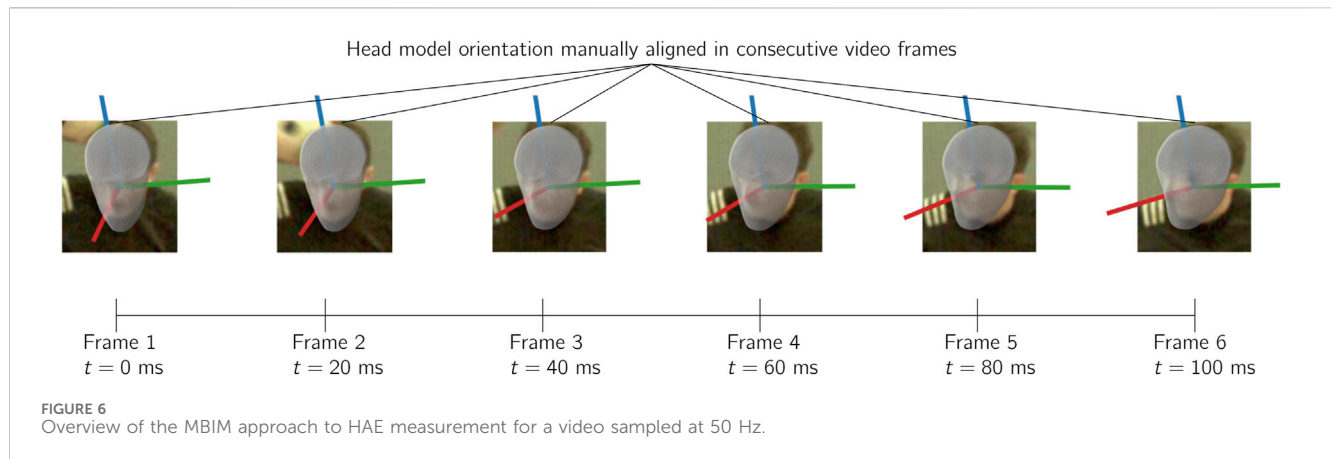 Head model orientation manually aligned in consecutive video frames
Frame 1
t = 0 ms
Frame 2
t = 20 ms
Frame 3
t = 40 ms
Frame 4
t = 60 ms
Frame 5
t = 80 ms
Frame 6
t = 100 ms
FIGURE 6
Overview of the MBIM approach to HAE measurement for a video sampled at 50 Hz.